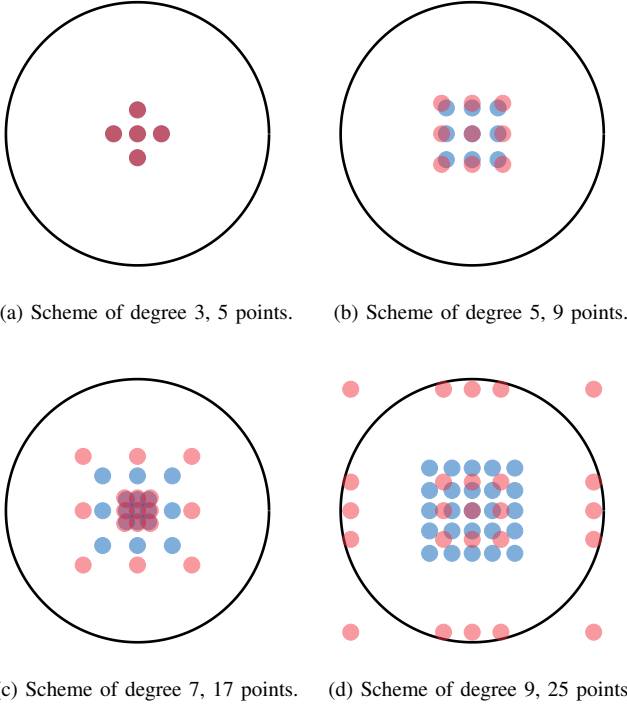 (a) Scheme of degree 3, 5 points.
(b) Scheme of degree 5, 9 points.
(c) Scheme of degree 7, 17 points.
(d) Scheme of degree 9, 25 points